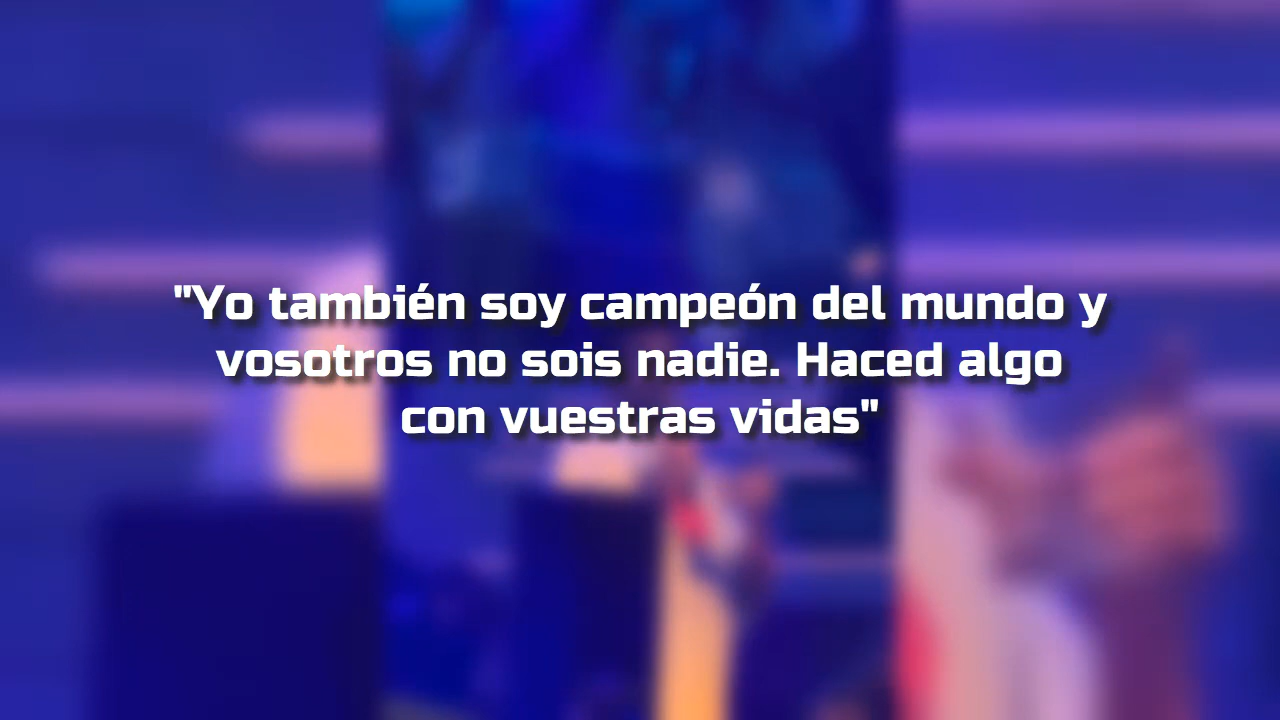 "Yo también soy campeón del mundo y
vosotros no sois nadie. Haced algo
con vuestras vidas"